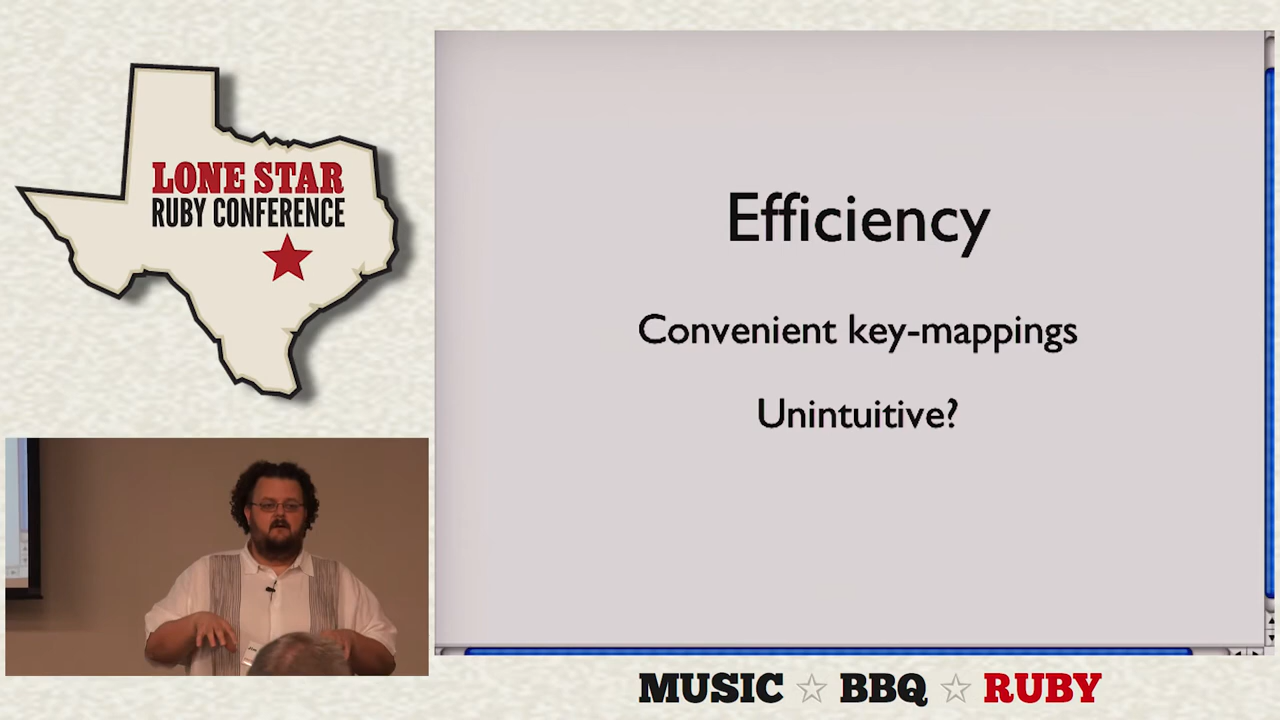 LONE STAR
RUBY CONFERENCE
Efficiency
Convenient key-mappings
Unintuitive?
MUSIC ☆ BBQ ☆ RUBY